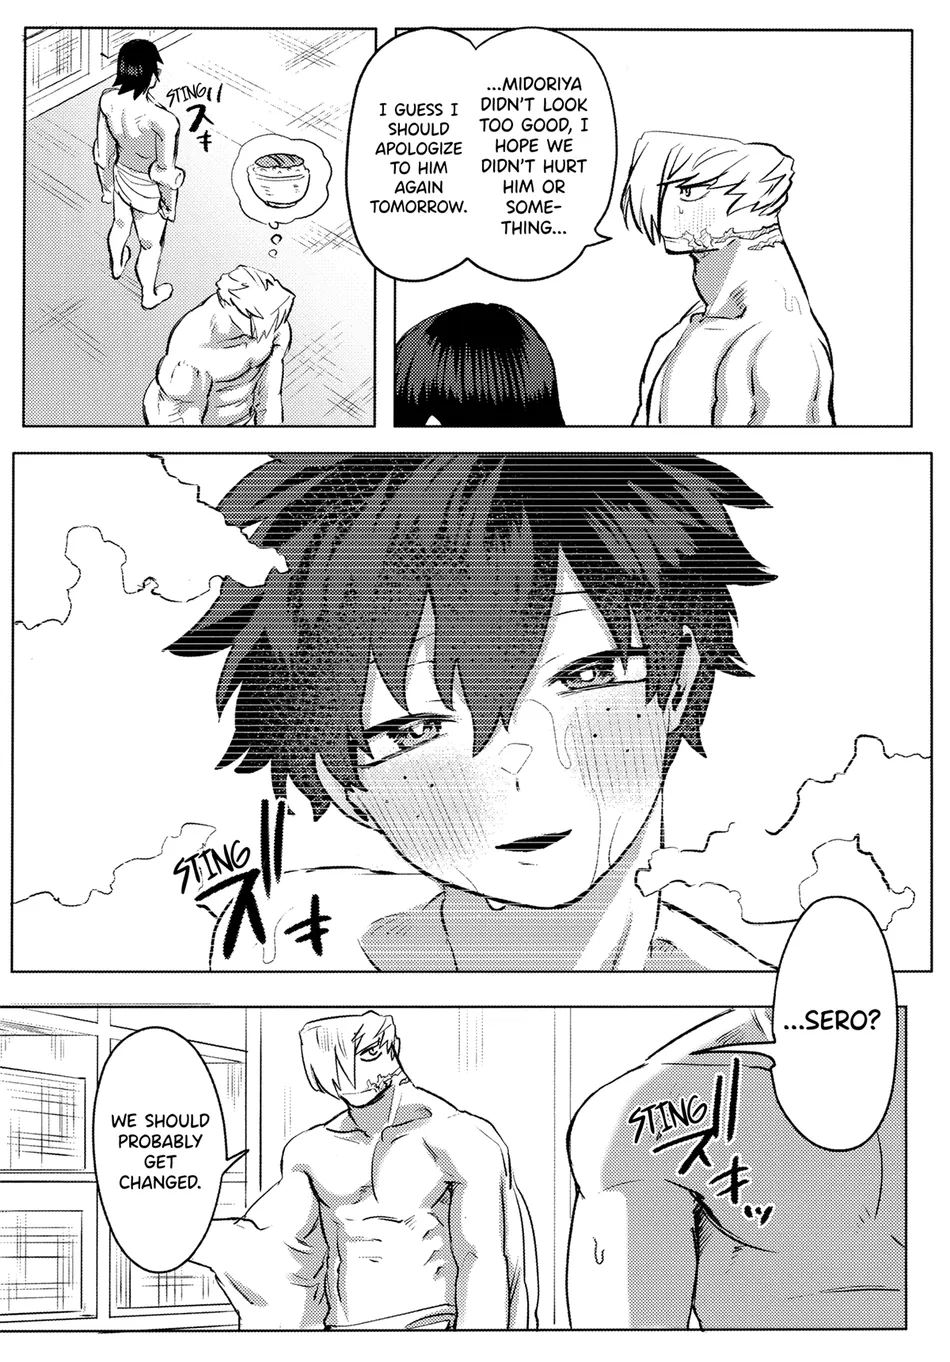 ...MIDORIYA
DIDN'T LOOK
TOO GOOD, I
HOPE WE
DIDN'T HURT
HIM OR
SOME-
THING...
I GUESS I
SHOULD
APOLOGIZE
TO HIM
AGAIN
TOMORROW.
STING
ズキ
STING
ズキ
...SERO?
STING
ズキッ
WE SHOULD
PROBABLY
GET
CHANGED.